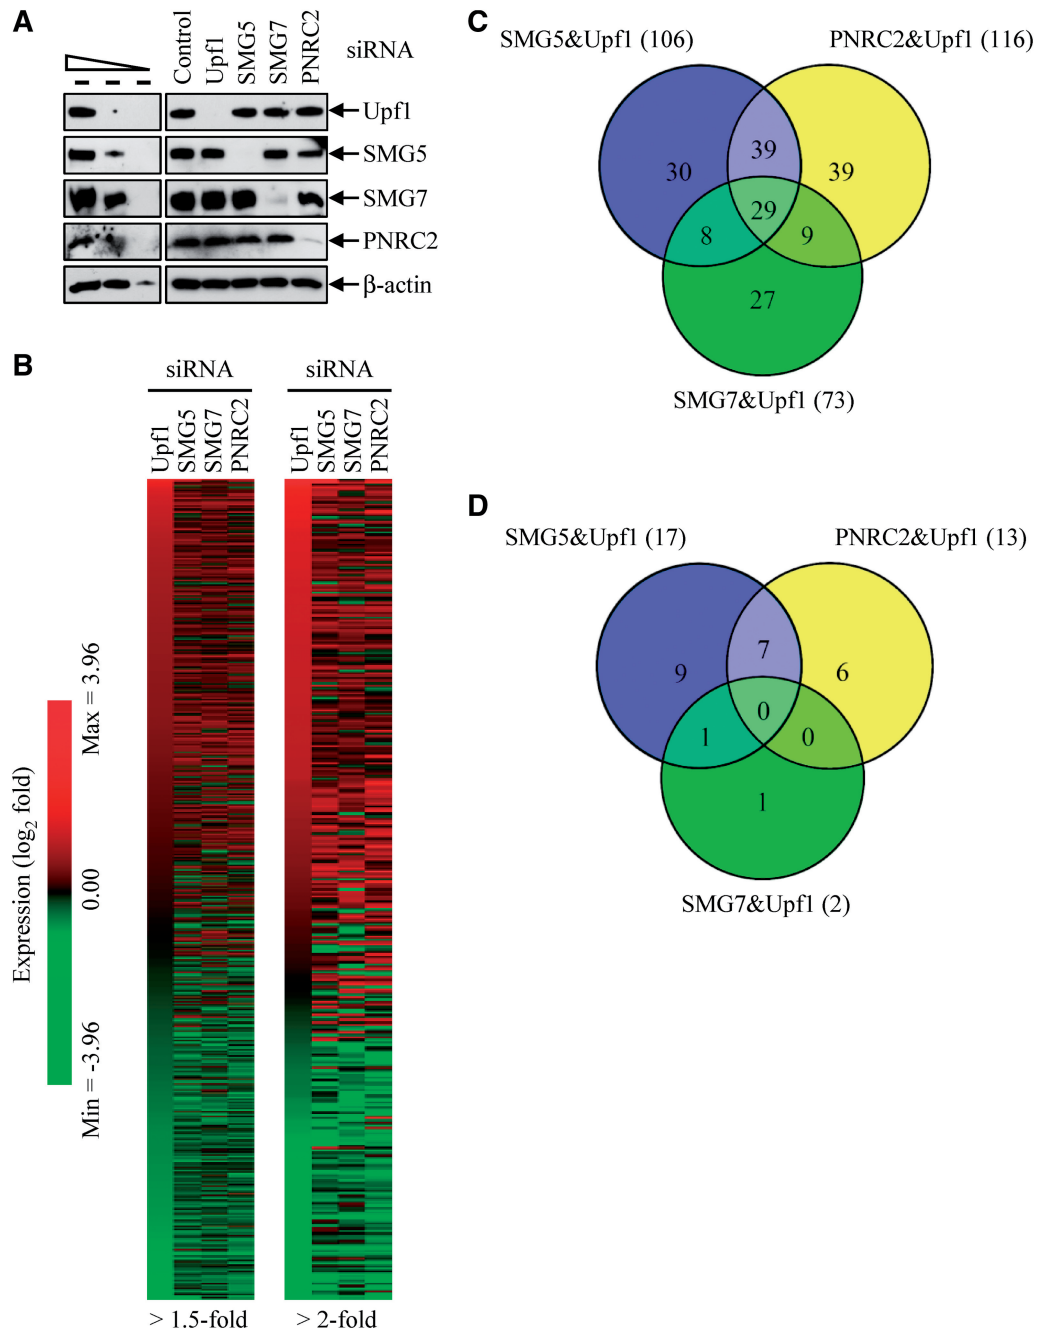 A
Control
Upf1
SMG5
SMG7
PNRC2
siRNA
Upf1
SMG5
SMG7
PNRC2
β-actin
B
siRNA
siRNA
Upf1
SMG5
SMG7
PNRC2
Upf1
SMG5
SMG7
PNRC2
Expression (log2 fold)
Max = 3.96
0.00
Min = -3.96
> 1.5-fold
> 2-fold
C
SMG5&Upf1 (106)
PNRC2&Upf1 (116)
30
39
39
29
8
9
27
SMG7&Upf1 (73)
D
SMG5&Upf1 (17)
PNRC2&Upf1 (13)
9
7
6
0
1
0
1
SMG7&Upf1 (2)